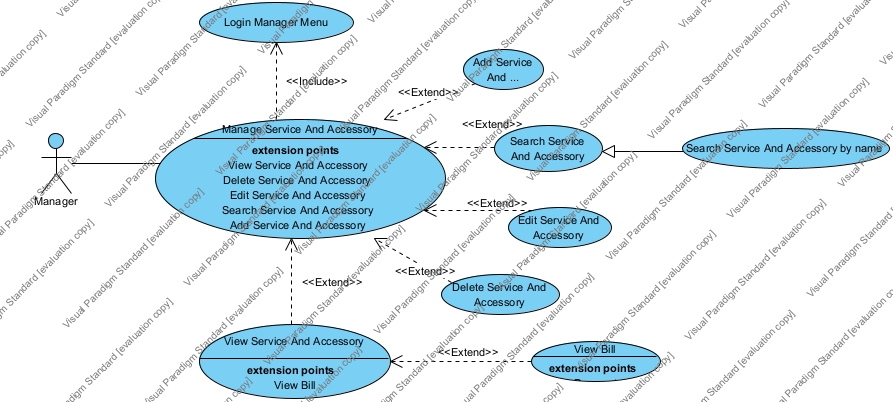 Login Manager Menu
<<Include>>
Add Service
And ...
<<Extend>>
Manage Service And Accessory
extension points
View Service And Accessory
Delete Service And Accessory
Edit Service And Accessory
Search Service And Accessory
Add Service And Accessory
<<Extend>>
Search Service
And Accessory
Search Service And Accessory by name
Manager
<<Extend>>
Edit Service And
Accessory
<<Extend>>
Delete Service And
Accessory
<<Extend>>
View Service And Accessory
extension points
View Bill
<<Extend>>
View Bill
extension points
Visual Paradigm Standard [evaluation copy]